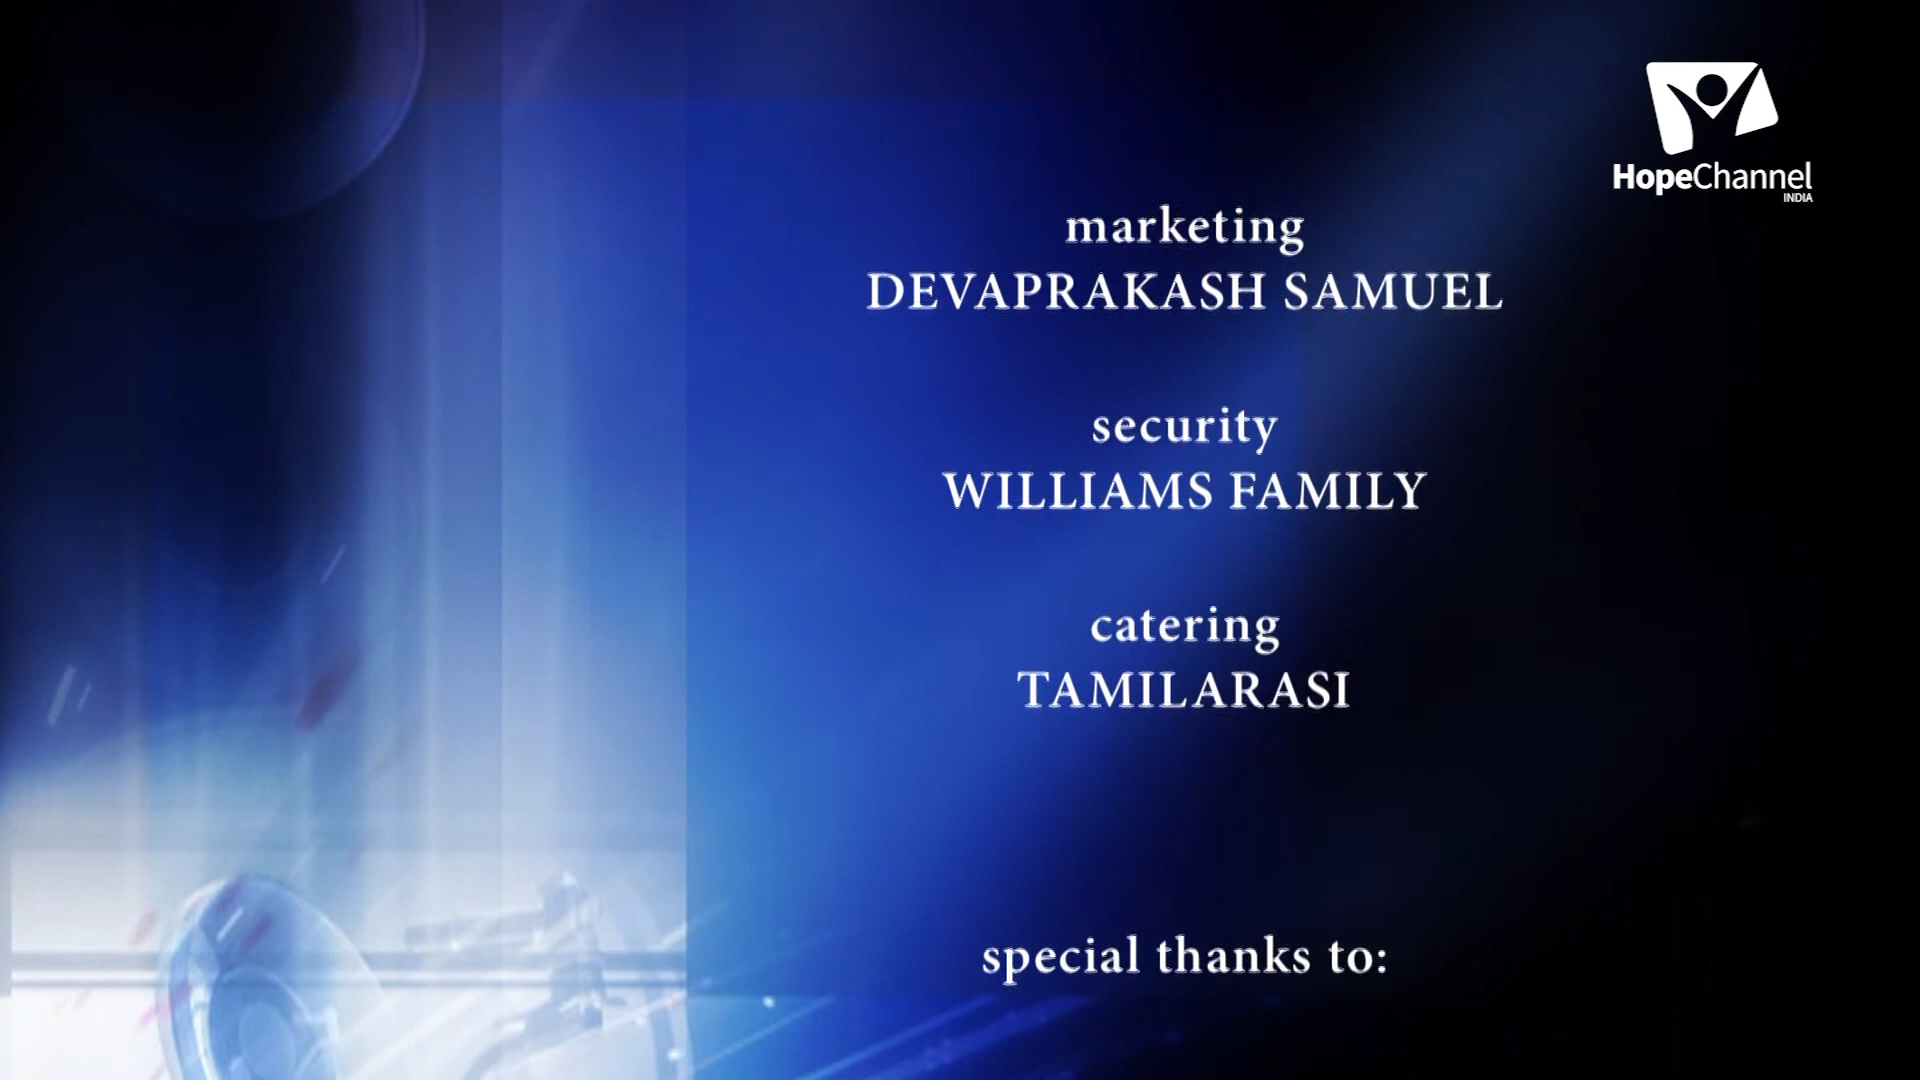 HopeChannel
INDIA
marketing
DEVAPRAKASH SAMUEL
security
WILLIAMS FAMILY
catering
TAMILARASI
special thanks to: